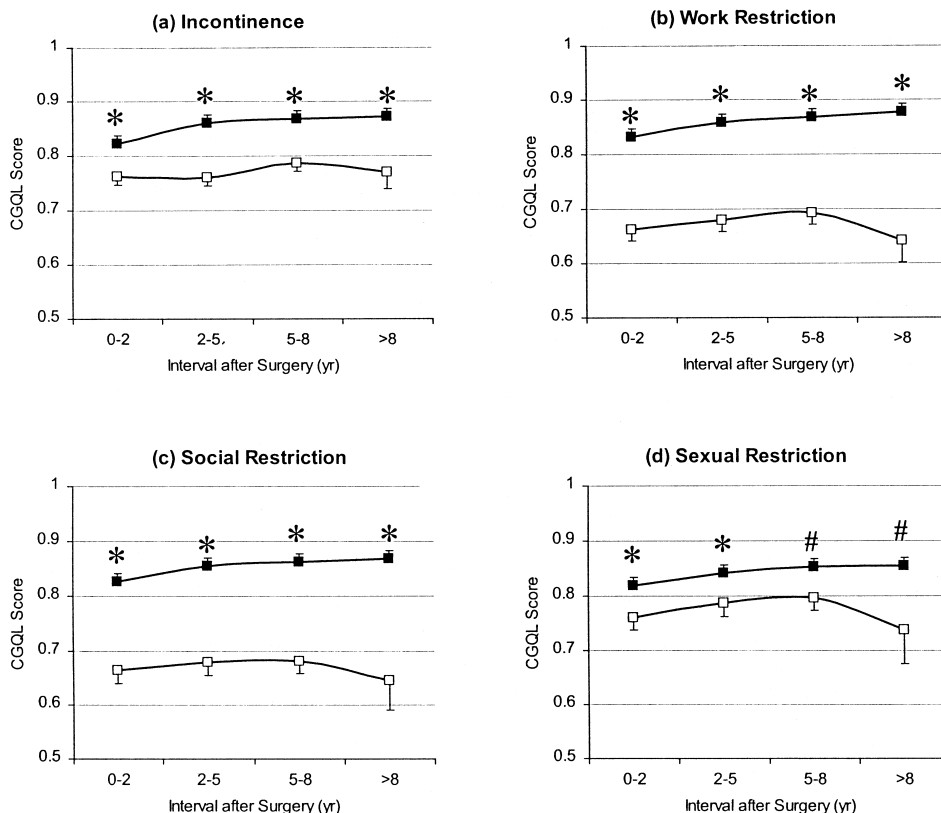 (a) Incontinence
1
0.9
0.8
0.7
0.6
0.5
CGQL Score
* * * *
0-2 2-5, 5-8 >8
Interval after Surgery (yr)
(b) Work Restriction
1
0.9
0.8
0.7
0.6
0.5
CGQL Score
* * * *
0-2 2-5 5-8 >8
Interval after Surgery (yr)
(c) Social Restriction
1
0.9
0.8
0.7
0.6
0.5
CGQL Score
* * * *
0-2 2-5 5-8 >8
Interval after Surgery (yr)
(d) Sexual Restriction
1
0.9
0.8
0.7
0.6
0.5
CGQL Score
* * # #
0-2 2-5 5-8 >8
Interval after Surgery (yr)